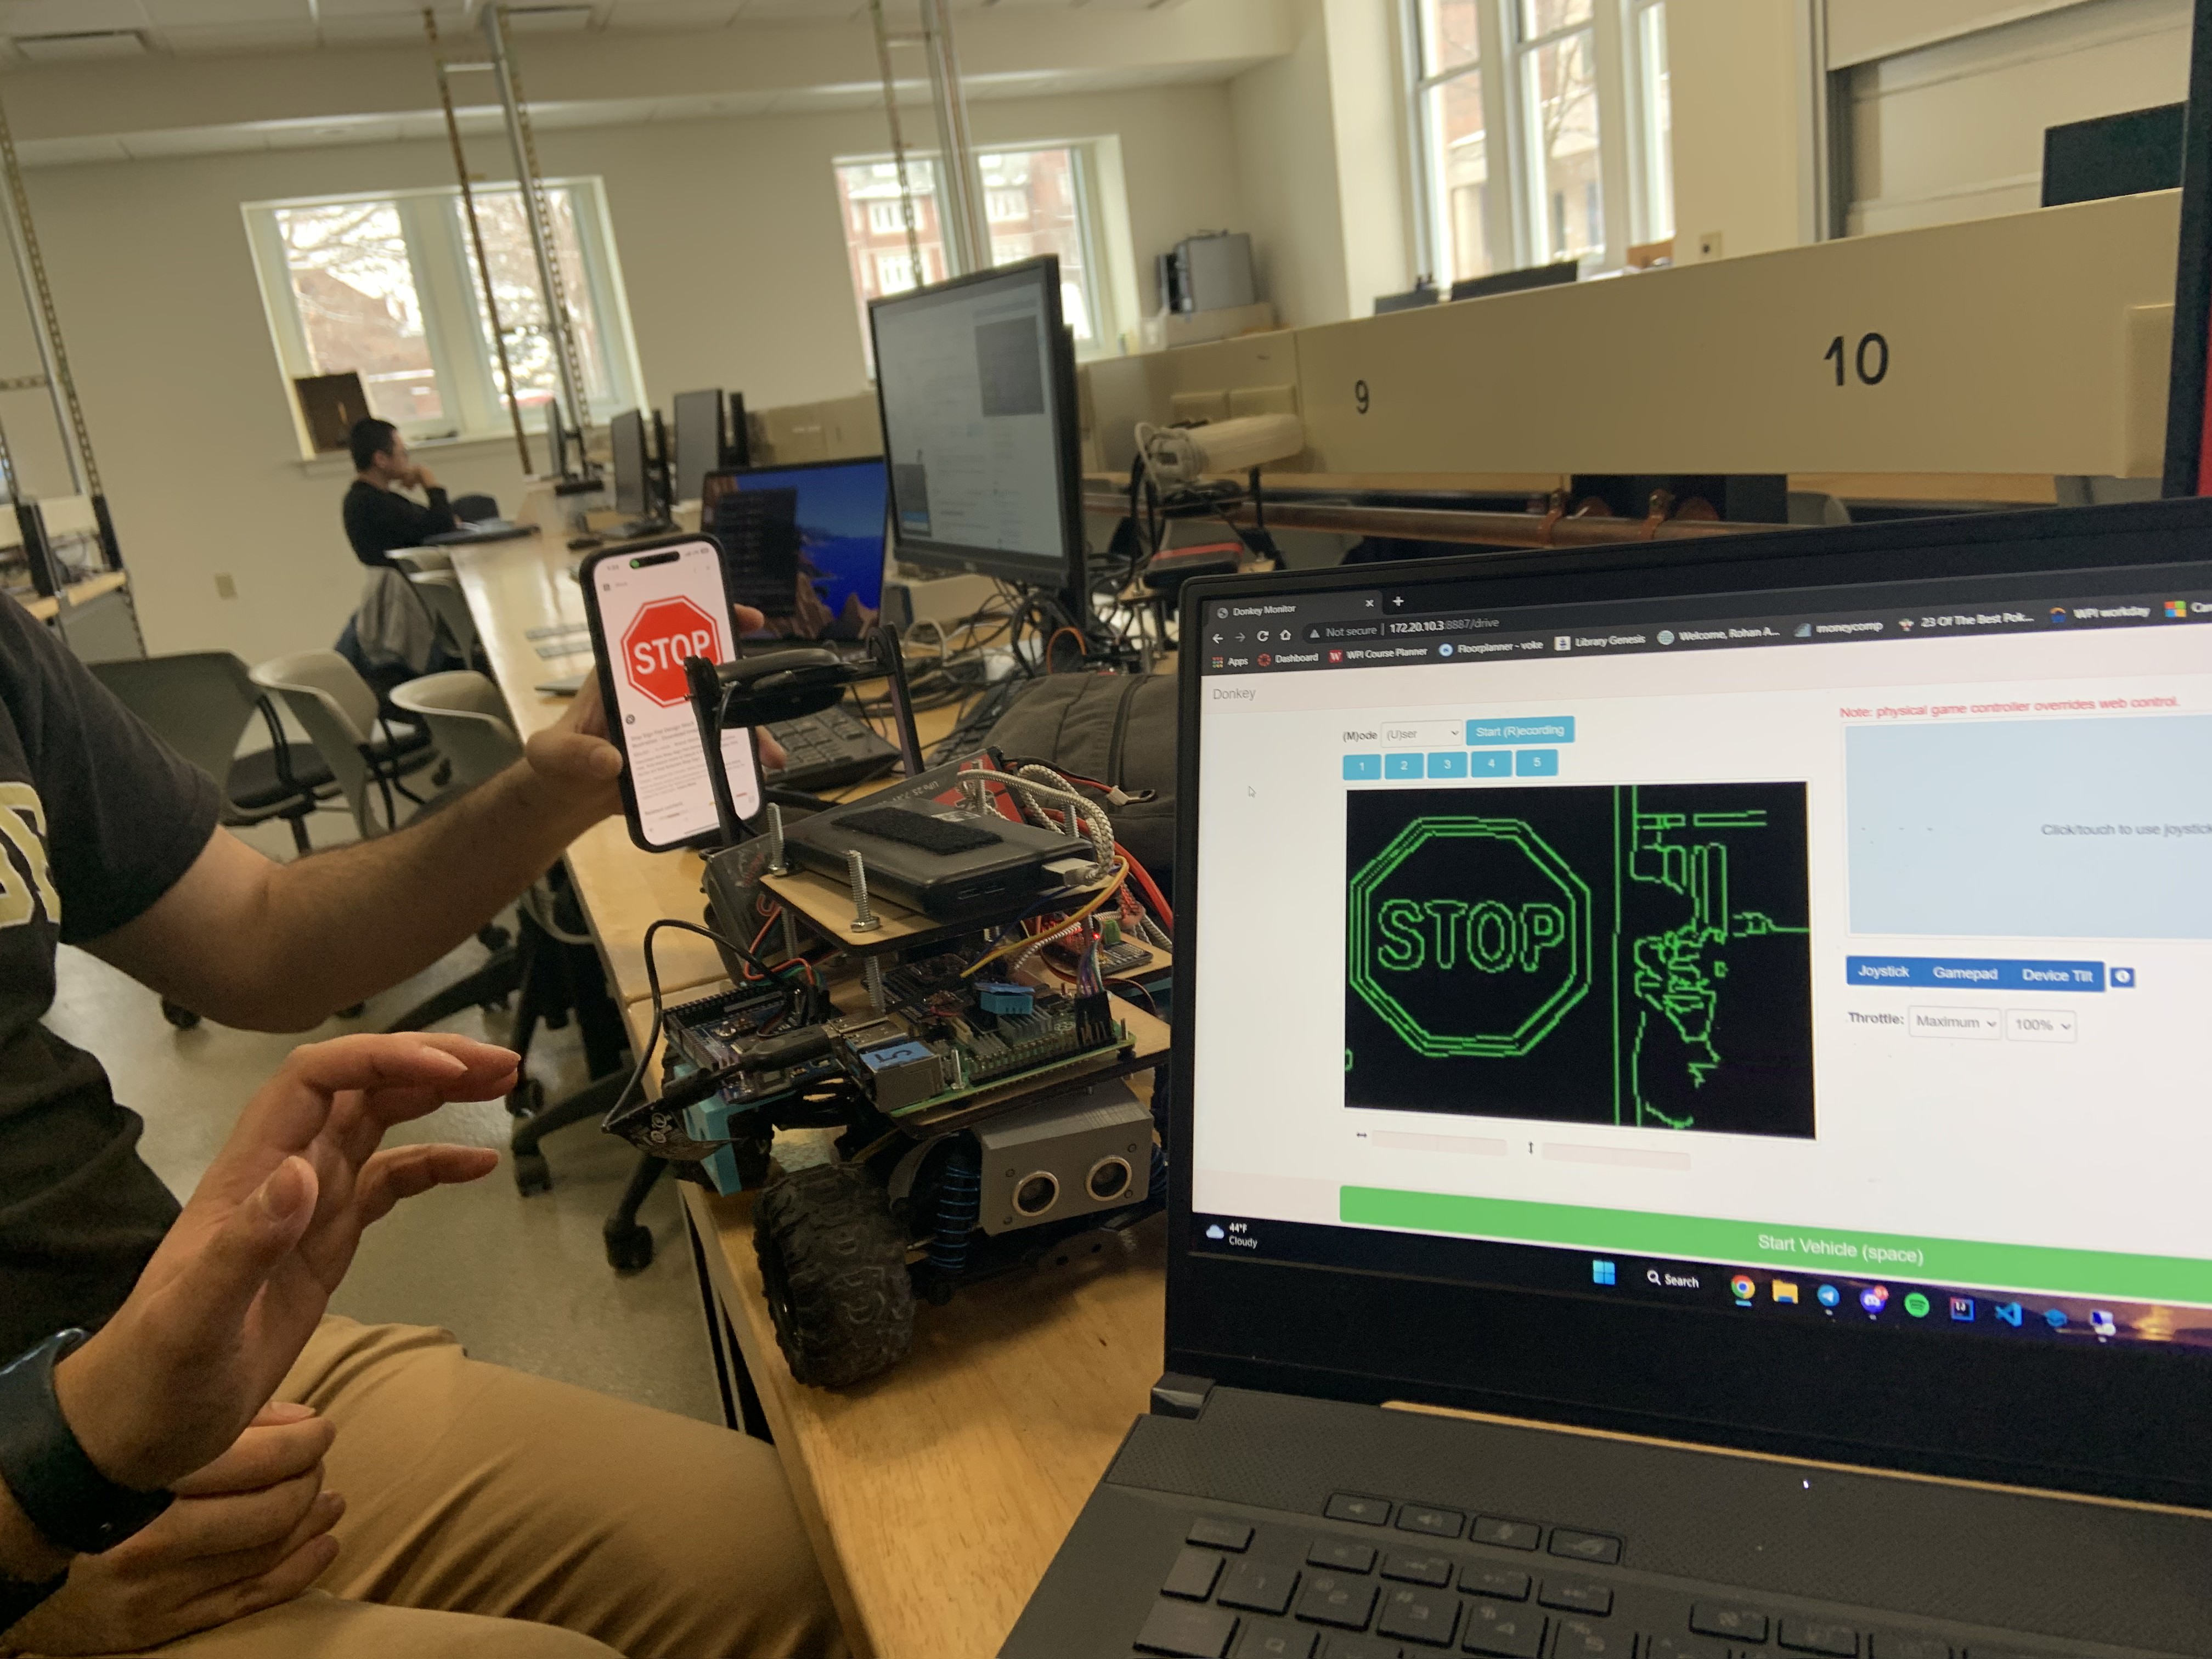 9
10
STOP
Donkey Monitor
Not secure | 172.20.10.3:8887/drive
Apps Dashboard WPI Course Planner Floorplanner - voke Library Genesis Welcome, Rohan A... moneycomp 23 Of The Best Pok... WPI workday
Donkey
Note: physical game controller overrides web control.
(M)ode (U)ser Start (R)ecording
1 2 3 4 5
Click/touch to use joystick
STOP
Joystick Gamepad Device Tilt
Throttle: Maximum 100%
Start Vehicle (space)
44°F
Cloudy
Search